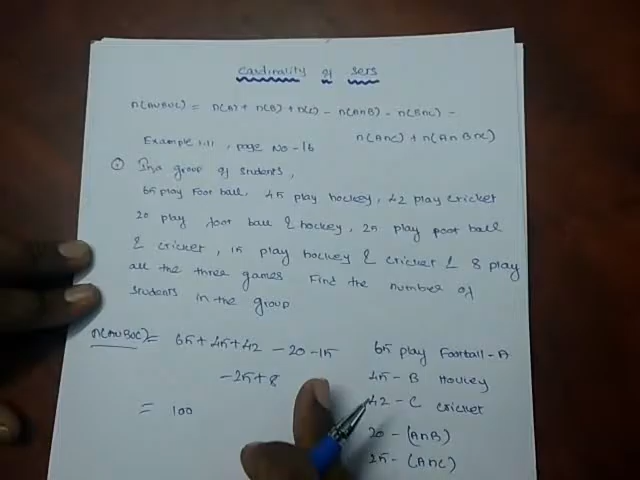 Cardinality of sets
n(AUBUC) = n(A) + n(B) + n(C) - n(A∩B) - n(B∩C) -
n(A∩C) + n(A∩B∩C)
Example 1.11, page No - 16
In a group of students,
65 play foot ball, 45 play hockey, 42 play cricket
20 play foot ball & hockey, 25 play foot ball
& cricket, 15 play hockey & cricket & 8 play
all the three games Find the number of
students in the group
n(AUBUC) = 65 + 45 + 42 - 20 - 15
- 25 + 8
= 100
65 play Football - A
45 - B Hockey
42 - C cricket
20 - (A∩B)
25 - (A∩C)